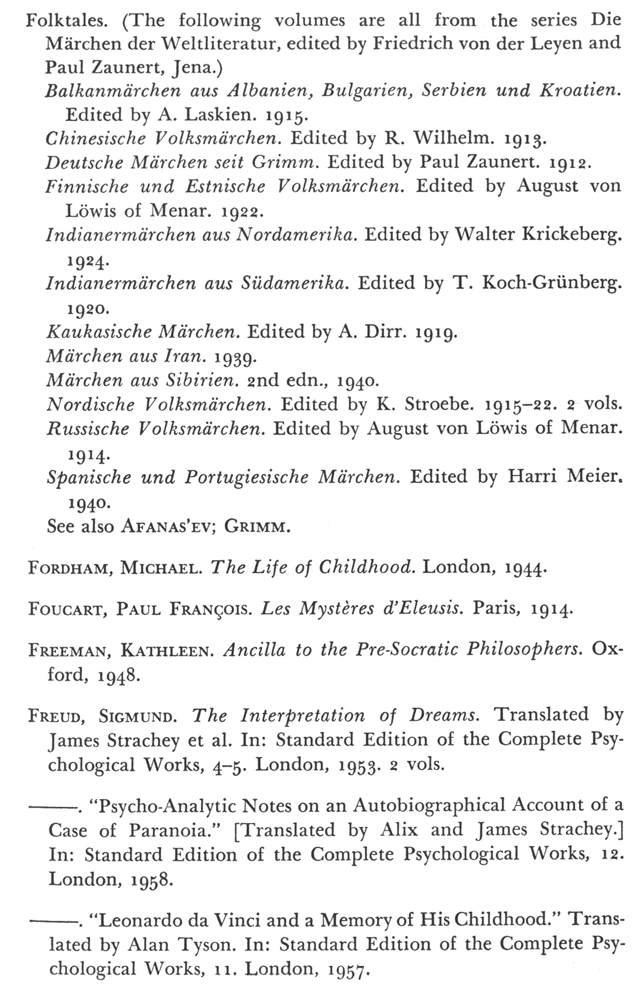 Folktales. (The following volumes are all from the series Die
Märchen der Weltliteratur, edited by Friedrich von der Leyen and
Paul Zaunert, Jena.)
Balkanmärchen aus Albanien, Bulgarien, Serbien und Kroatien.
Edited by A. Laskien. 1915.
Chinesische Volksmärchen. Edited by R. Wilhelm. 1913.
Deutsche Märchen seit Grimm. Edited by Paul Zaunert. 1912.
Finnische und Estnische Volksmärchen. Edited by August von
Löwis of Menar. 1922.
Indianermärchen aus Nordamerika. Edited by Walter Krickeberg.
1924.
Indianermärchen aus Südamerika. Edited by T. Koch-Grünberg.
1920.
Kaukasische Märchen. Edited by A. Dirr. 1919.
Märchen aus Iran. 1939.
Märchen aus Sibirien. 2nd edn., 1940.
Nordische Volksmärchen. Edited by K. Stroebe. 1915–22. 2 vols.
Russische Volksmärchen. Edited by August von Löwis of Menar.
1914.
Spanische und Portugiesische Märchen. Edited by Harri Meier.
1940.
See also AFANAS'EV; GRIMM.
FORDHAM, MICHAEL. The Life of Childhood. London, 1944.
FOUCART, PAUL FRANÇOIS. Les Mystères d'Eleusis. Paris, 1914.
FREEMAN, KATHLEEN. Ancilla to the Pre-Socratic Philosophers. Ox-
ford, 1948.
FREUD, SIGMUND. The Interpretation of Dreams. Translated by
James Strachey et al. In: Standard Edition of the Complete Psy-
chological Works, 4–5. London, 1953. 2 vols.
———. “Psycho-Analytic Notes on an Autobiographical Account of a
Case of Paranoia.” [Translated by Alix and James Strachey.]
In: Standard Edition of the Complete Psychological Works, 12.
London, 1958.
———. “Leonardo da Vinci and a Memory of His Childhood.” Trans-
lated by Alan Tyson. In: Standard Edition of the Complete Psy-
chological Works, 11. London, 1957.